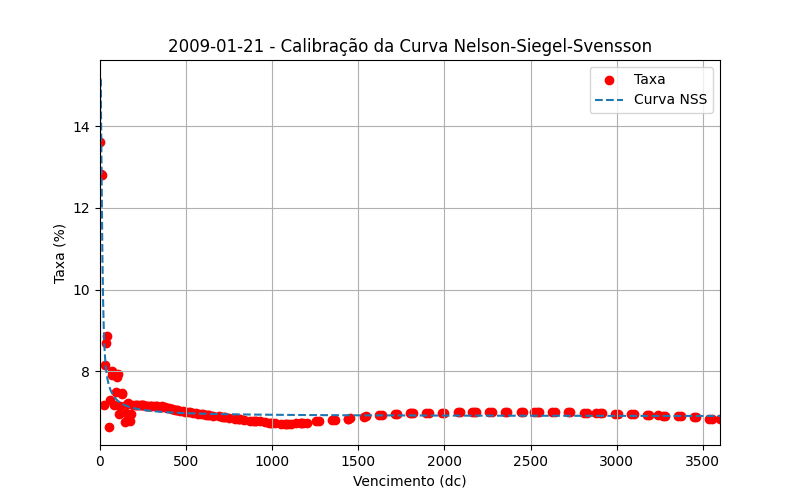 2009-01-21 - Calibração da Curva Nelson-Siegel-Svensson
Taxa
Curva NSS
Taxa (%)
14
12
10
8
0 500 1000 1500 2000 2500 3000 3500
Vencimento (dc)